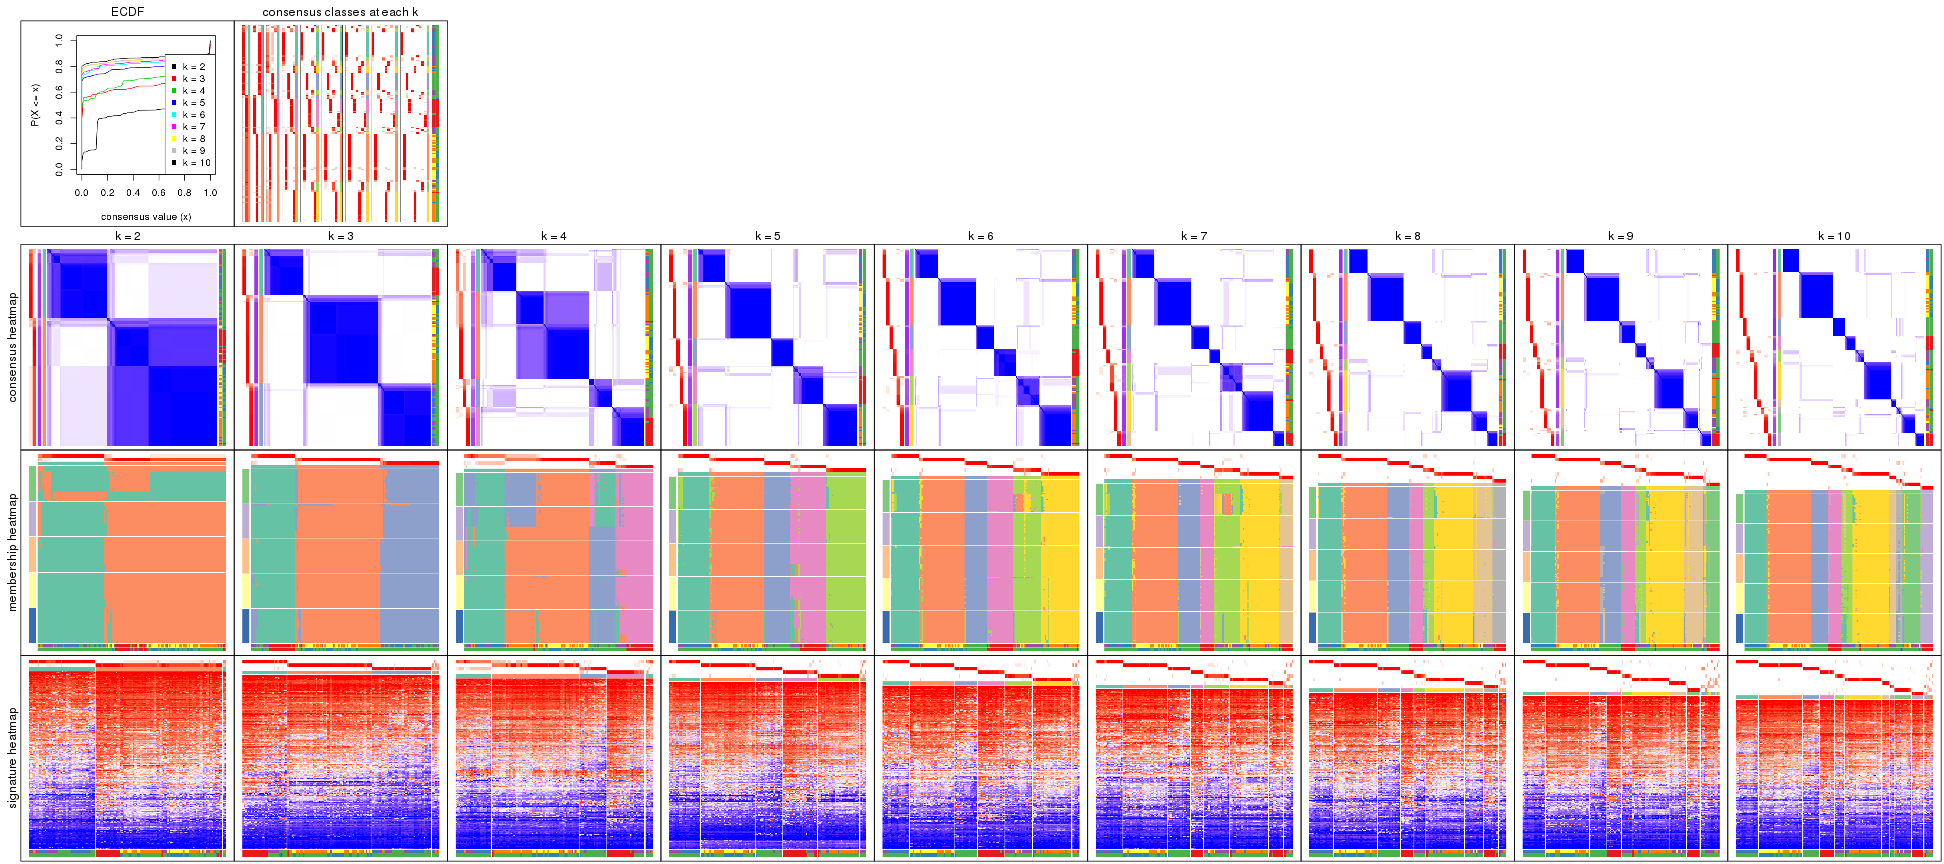 ECDF
consensus classes at each k
P(X <= x)
1.0
0.8
0.6
0.4
0.2
0.0
k = 2
k = 3
k = 4
k = 5
k = 6
k = 7
k = 8
k = 9
k = 10
0.0 0.2 0.4 0.6 0.8 1.0
consensus value (x)
k = 2 k = 3 k = 4 k = 5 k = 6 k = 7 k = 8 k = 9 k = 10
consensus heatmap
membership heatmap
signature heatmap